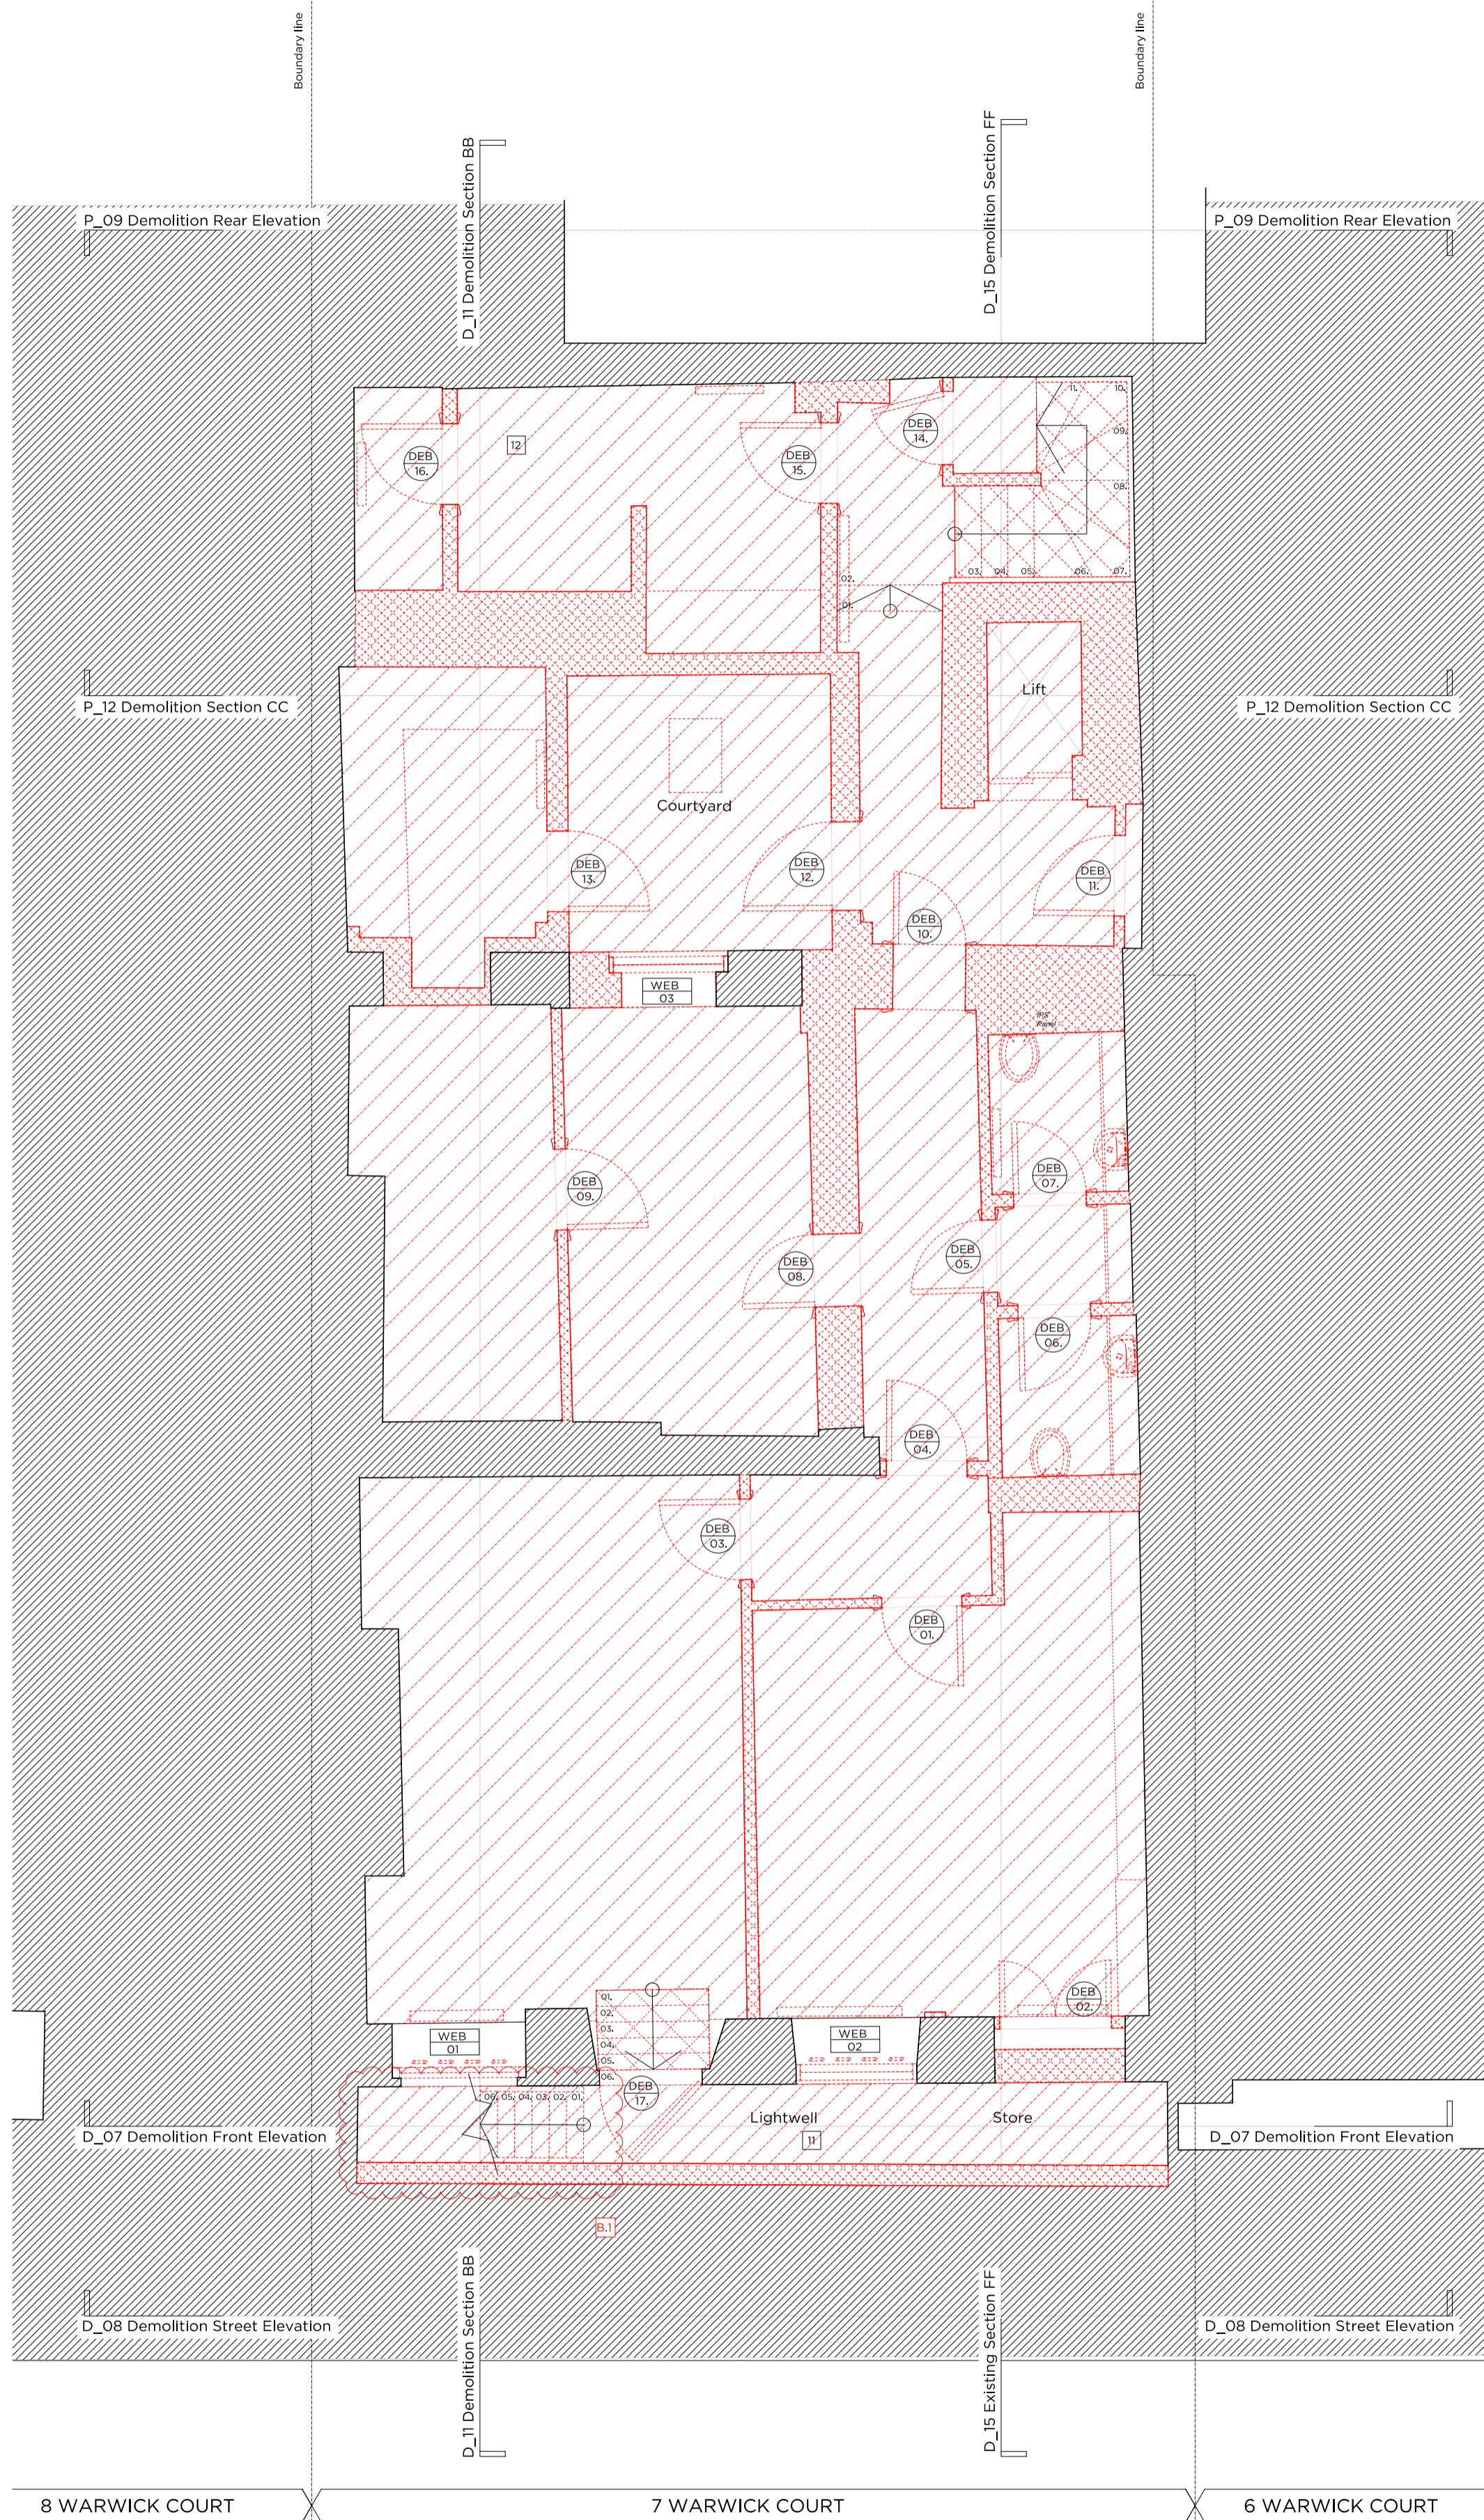 Boundary line
Boundary line
D_11 Demolition Section BB
D_15 Demolition Section FF
P_09 Demolition Rear Elevation
P_09 Demolition Rear Elevation
11.
10.
DEB
14.
09.
12
DEB
16.
DEB
15.
08.
03.
04.
05.
06.
07.
02.
01.
Lift
P_12 Demolition Section CC
P_12 Demolition Section CC
Courtyard
DEB
13.
DEB
12.
DEB
11.
DEB
10.
WEB
03
IPS
Panel
DEB
09.
DEB
07.
DEB
08.
DEB
05.
DEB
06.
DEB
04.
DEB
03.
DEB
01.
DEB
02.
01.
02.
03.
04.
05.
06.
WEB
01
WEB
02
06.
05.
04.
03.
02.
01.
DEB
17.
Lightwell
Store
11
D_07 Demolition Front Elevation
D_07 Demolition Front Elevation
B.1
D_11 Demolition Section BB
D_15 Existing Section FF
D_08 Demolition Street Elevation
D_08 Demolition Street Elevation
8 WARWICK COURT
7 WARWICK COURT
6 WARWICK COURT